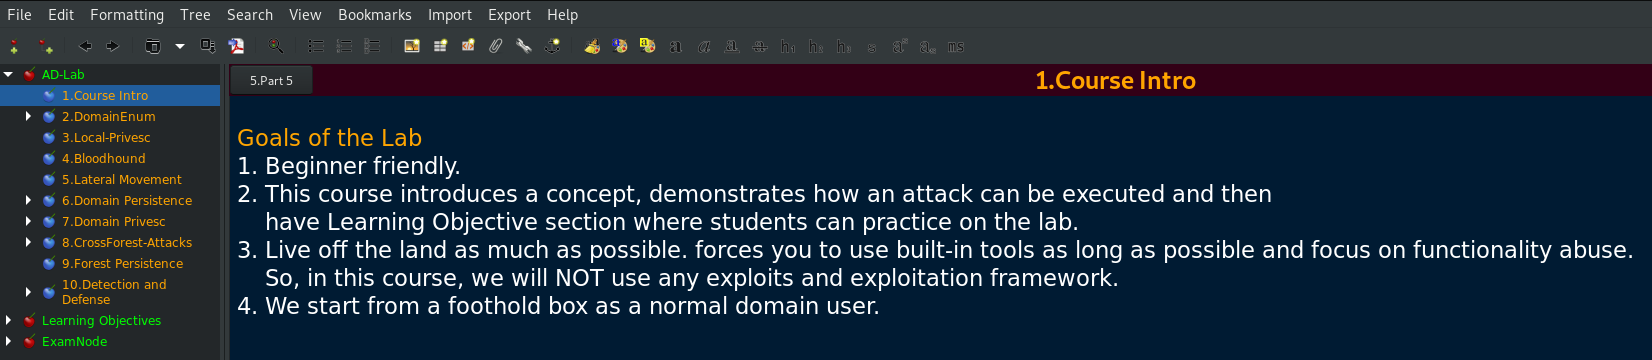 File Edit Formatting Tree Search View Bookmarks Import Export Help
h1 h2 h3 s ms
AD-Lab
1.Course Intro
2.DomainEnum
3.Local-Privesc
4.Bloodhound
5.Lateral Movement
6.Domain Persistence
7.Domain Privesc
8.CrossForest-Attacks
9.Forest Persistence
10.Detection and
Defense
Learning Objectives
ExamNode
5.Part 5
1.Course Intro
Goals of the Lab
1. Beginner friendly.
2. This course introduces a concept, demonstrates how an attack can be executed and then
have Learning Objective section where students can practice on the lab.
3. Live off the land as much as possible. forces you to use built-in tools as long as possible and focus on functionality abuse.
So, in this course, we will NOT use any exploits and exploitation framework.
4. We start from a foothold box as a normal domain user.